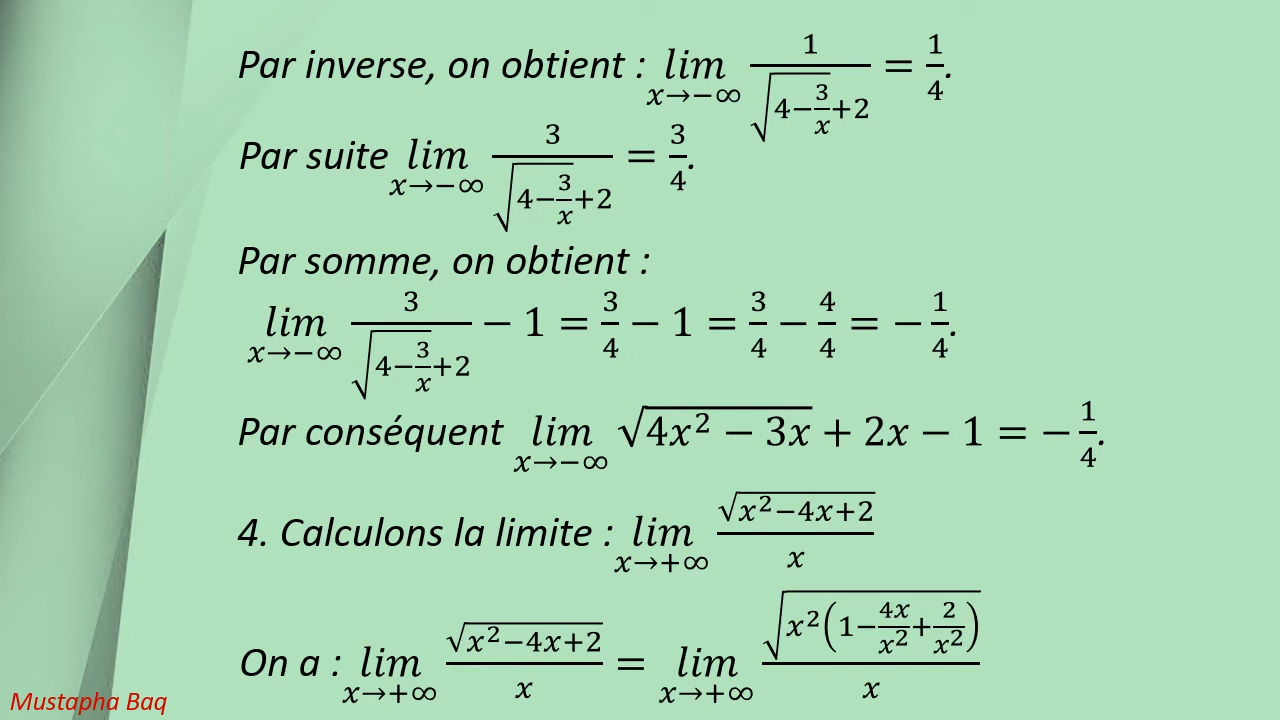 Par inverse, on obtient : lim_{x→−∞} 1/(√(4−3/x)+2) = 1/4.
Par suite lim_{x→−∞} 3/(√(4−3/x)+2) = 3/4.
Par somme, on obtient :
lim_{x→−∞} 3/(√(4−3/x)+2) − 1 = 3/4 − 1 = 3/4 − 4/4 = −1/4.
Par conséquent lim_{x→−∞} √(4x² − 3x) + 2x − 1 = −1/4.
4. Calculons la limite : lim_{x→+∞} √(x²−4x+2)/x
On a : lim_{x→+∞} √(x²−4x+2)/x = lim_{x→+∞} √(x²(1−4x/x²+2/x²))/x
Mustapha Baq